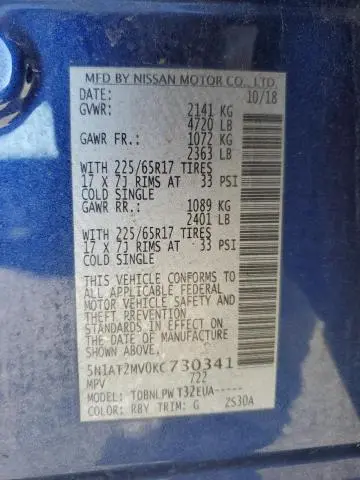 MFD BY NISSAN MOTOR CO., LTD.
DATE: 10/18
GVWR: 2141 KG
4720 LB
GAWR FR.: 1072 KG
2363 LB
WITH 225/65R17 TIRES
17 X 7J RIMS AT 33 PSI
COLD SINGLE
GAWR RR.: 1089 KG
2401 LB
WITH 225/65R17 TIRES
17 X 7J RIMS AT 33 PSI
COLD SINGLE
THIS VEHICLE CONFORMS TO
ALL APPLICABLE FEDERAL
MOTOR VEHICLE SAFETY AND
THEFT PREVENTION
STANDARDS IN EFFECT ON
THE DATE OF MANUFACTURE
SHOWN ABOVE.
5N1AT2MV0KC730341
MPV 722
MODEL: TDBNLPWT32EUA-----
COLOR: RBY TRIM: G 2S30A